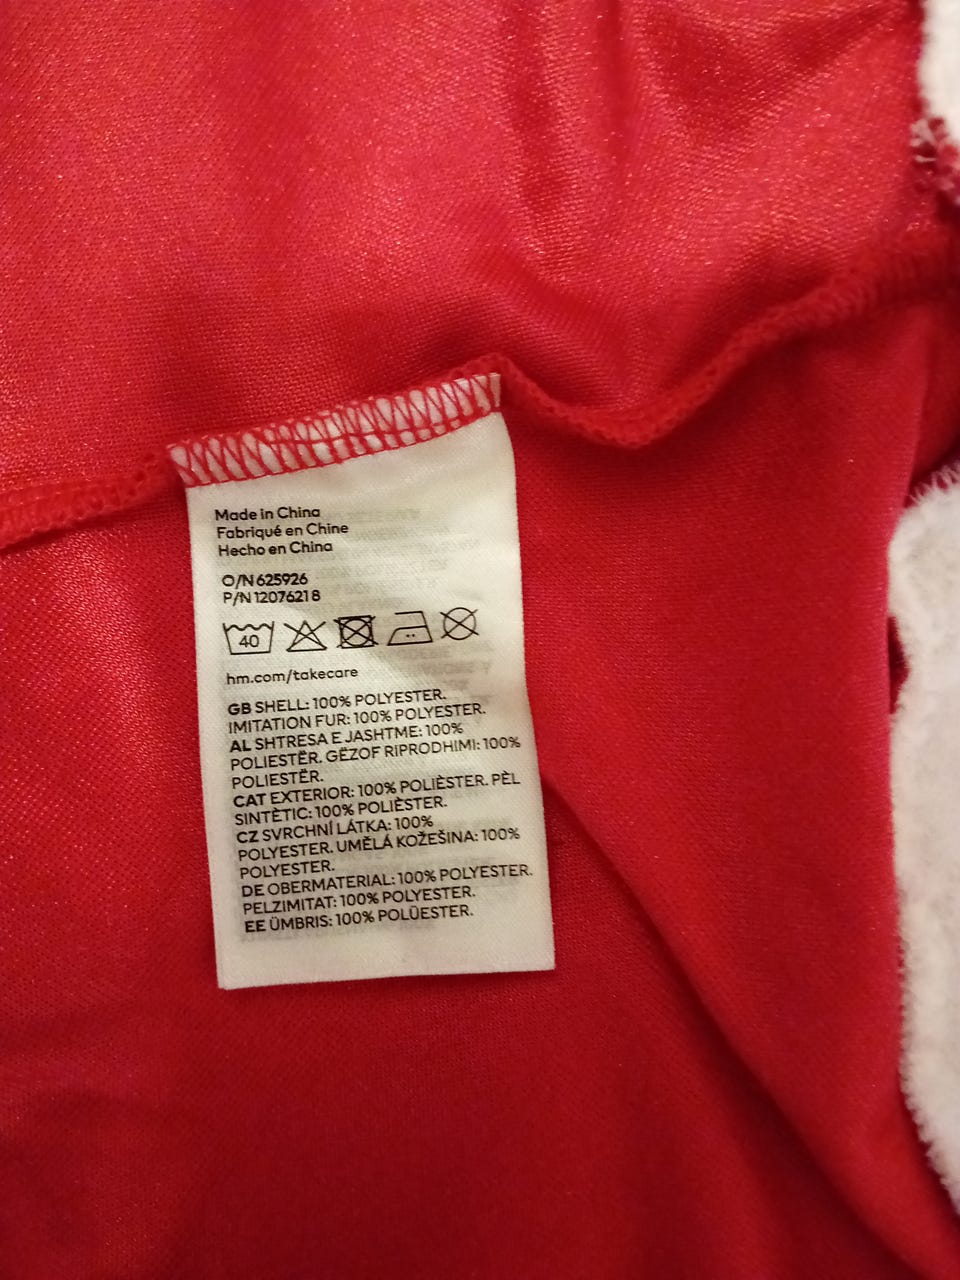 Made in China
Fabriqué en Chine
Hecho en China
O/N 625926
P/N 12076218
40
hm.com/takecare
GB SHELL: 100% POLYESTER.
IMITATION FUR: 100% POLYESTER.
AL SHTRESA E JASHTME: 100%
POLIESTËR. GËZOF RIPRODHIMI: 100%
POLIESTËR.
CAT EXTERIOR: 100% POLIÈSTER. PÈL
SINTÈTIC: 100% POLIÈSTER.
CZ SVRCHNÍ LÁTKA: 100%
POLYESTER. UMĚLÁ KOŽEŠINA: 100%
POLYESTER.
DE OBERMATERIAL: 100% POLYESTER.
PELZIMITAT: 100% POLYESTER.
EE ÜMBRIS: 100% POLÜESTER.